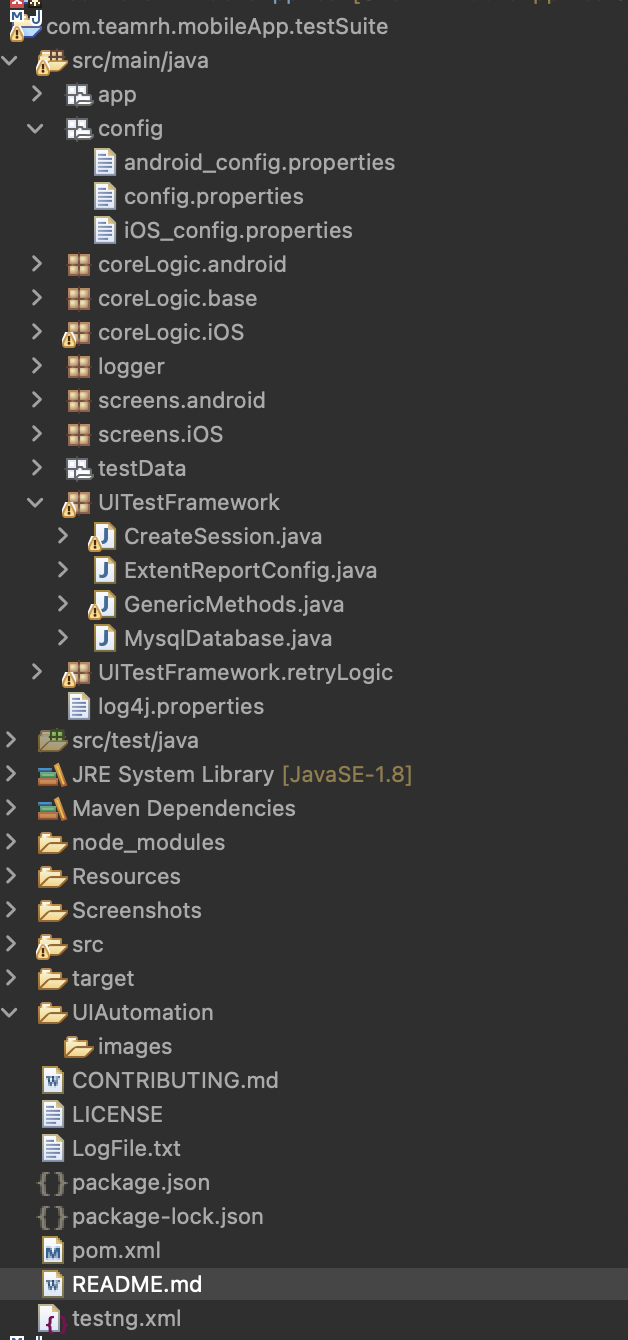 com.teamrh.mobileApp.testSuite
src/main/java
app
config
android_config.properties
config.properties
iOS_config.properties
coreLogic.android
coreLogic.base
coreLogic.iOS
logger
screens.android
screens.iOS
testData
UITestFramework
CreateSession.java
ExtentReportConfig.java
GenericMethods.java
MysqlDatabase.java
UITestFramework.retryLogic
log4j.properties
src/test/java
JRE System Library [JavaSE-1.8]
Maven Dependencies
node_modules
Resources
Screenshots
src
target
UIAutomation
images
CONTRIBUTING.md
LICENSE
LogFile.txt
package.json
package-lock.json
pom.xml
README.md
testng.xml